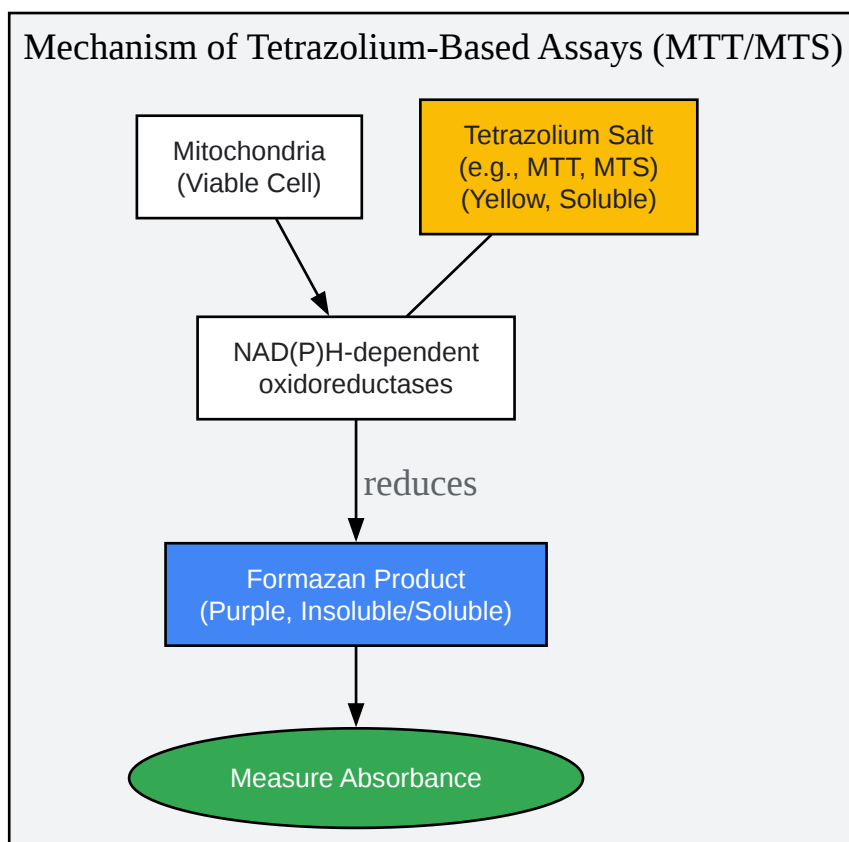 Mechanism of Tetrazolium-Based Assays (MTT/MTS)
Mitochondria
(Viable Cell)
Tetrazolium Salt
(e.g., MTT, MTS)
(Yellow, Soluble)
NAD(P)H-dependent
oxidoreductases
reduces
Formazan Product
(Purple, Insoluble/Soluble)
Measure Absorbance